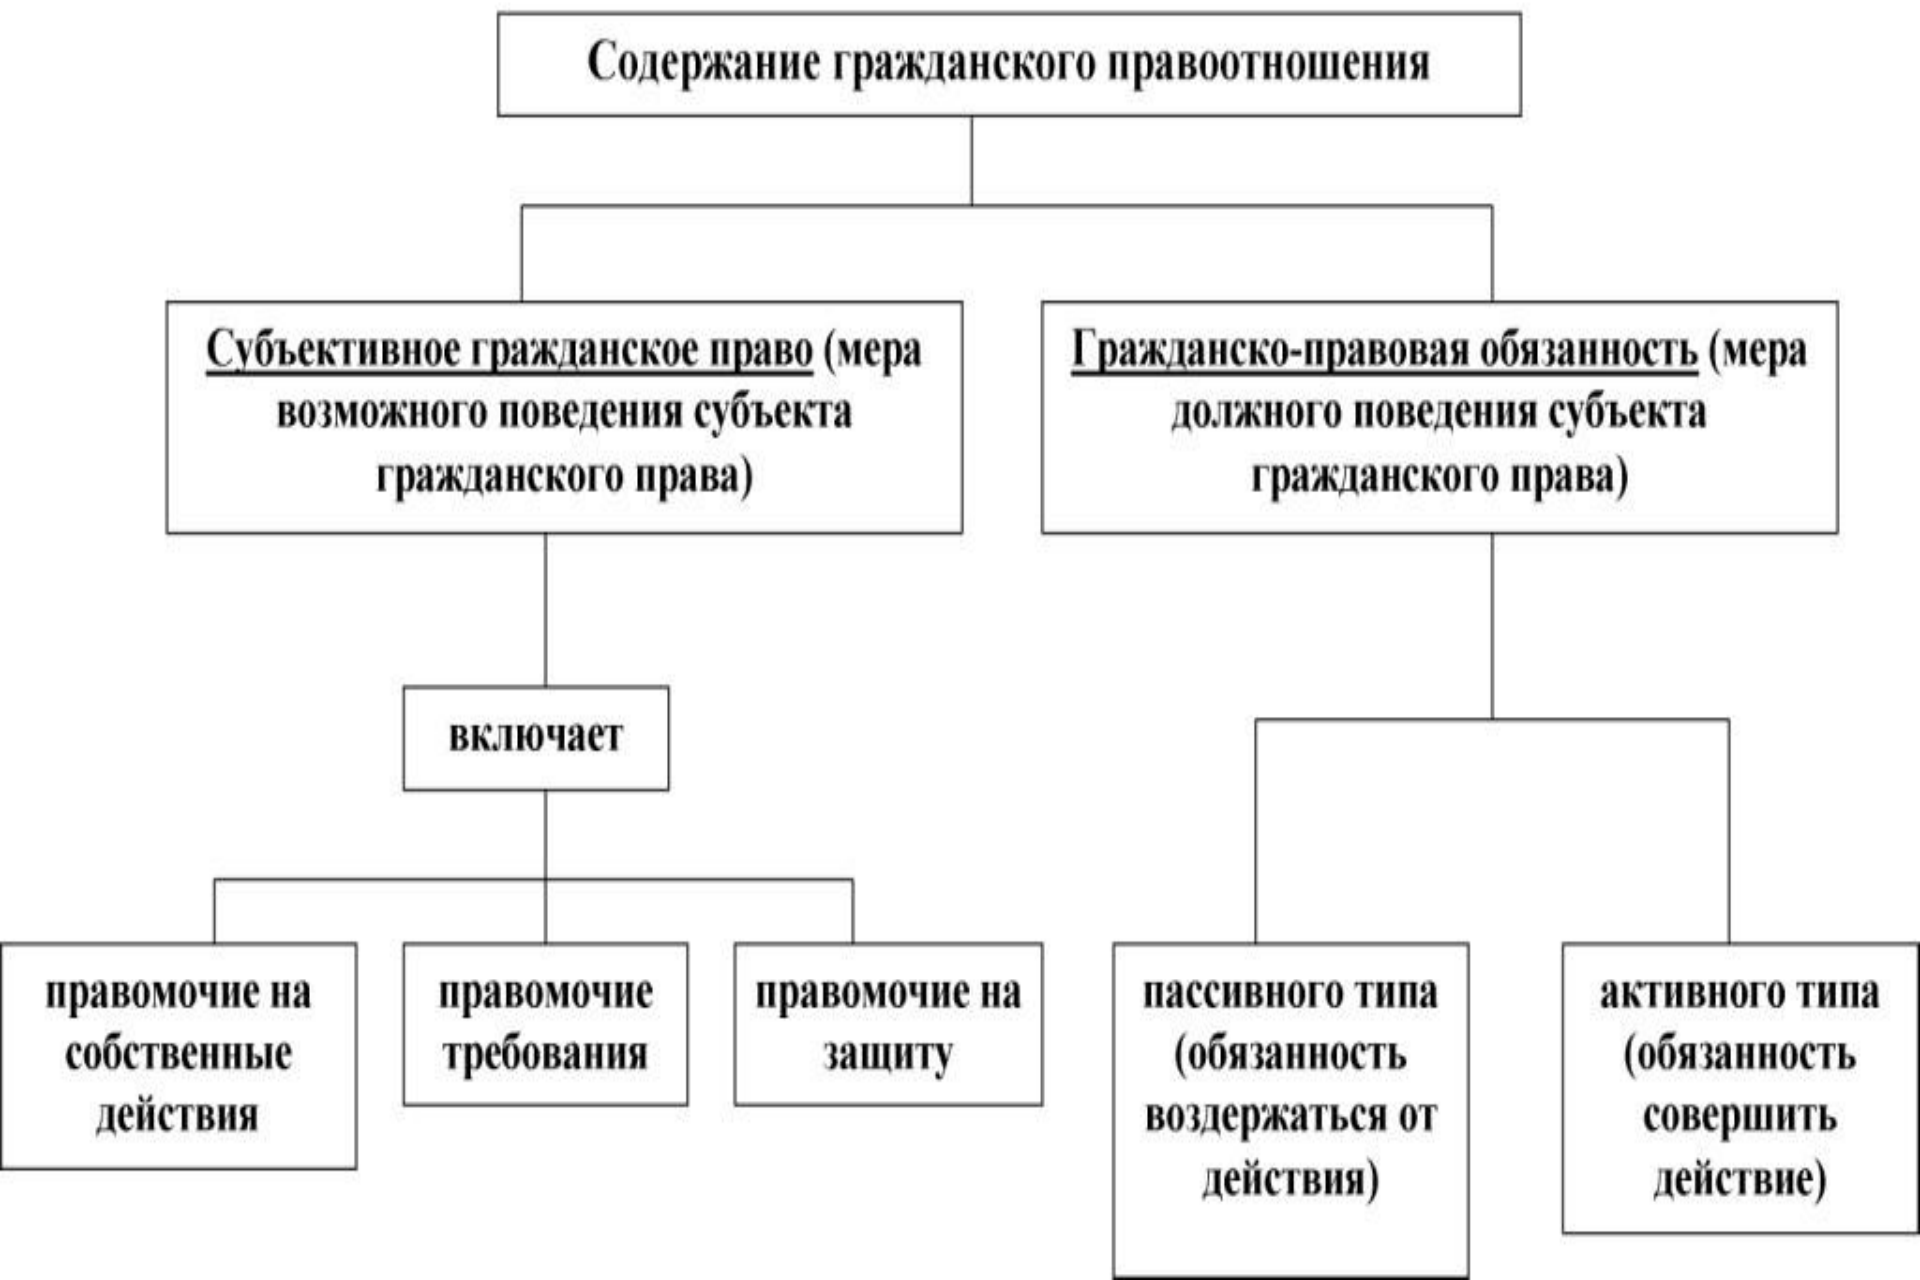 Содержание гражданского правоотношения
Субъективное гражданское право (мера
возможного поведения субъекта
гражданского права)
Гражданско-правовая обязанность (мера
должного поведения субъекта
гражданского права)
включает
правомочие на
собственные
действия
правомочие
требования
правомочие на
защиту
пассивного типа
(обязанность
воздержаться от
действия)
активного типа
(обязанность
совершить
действие)